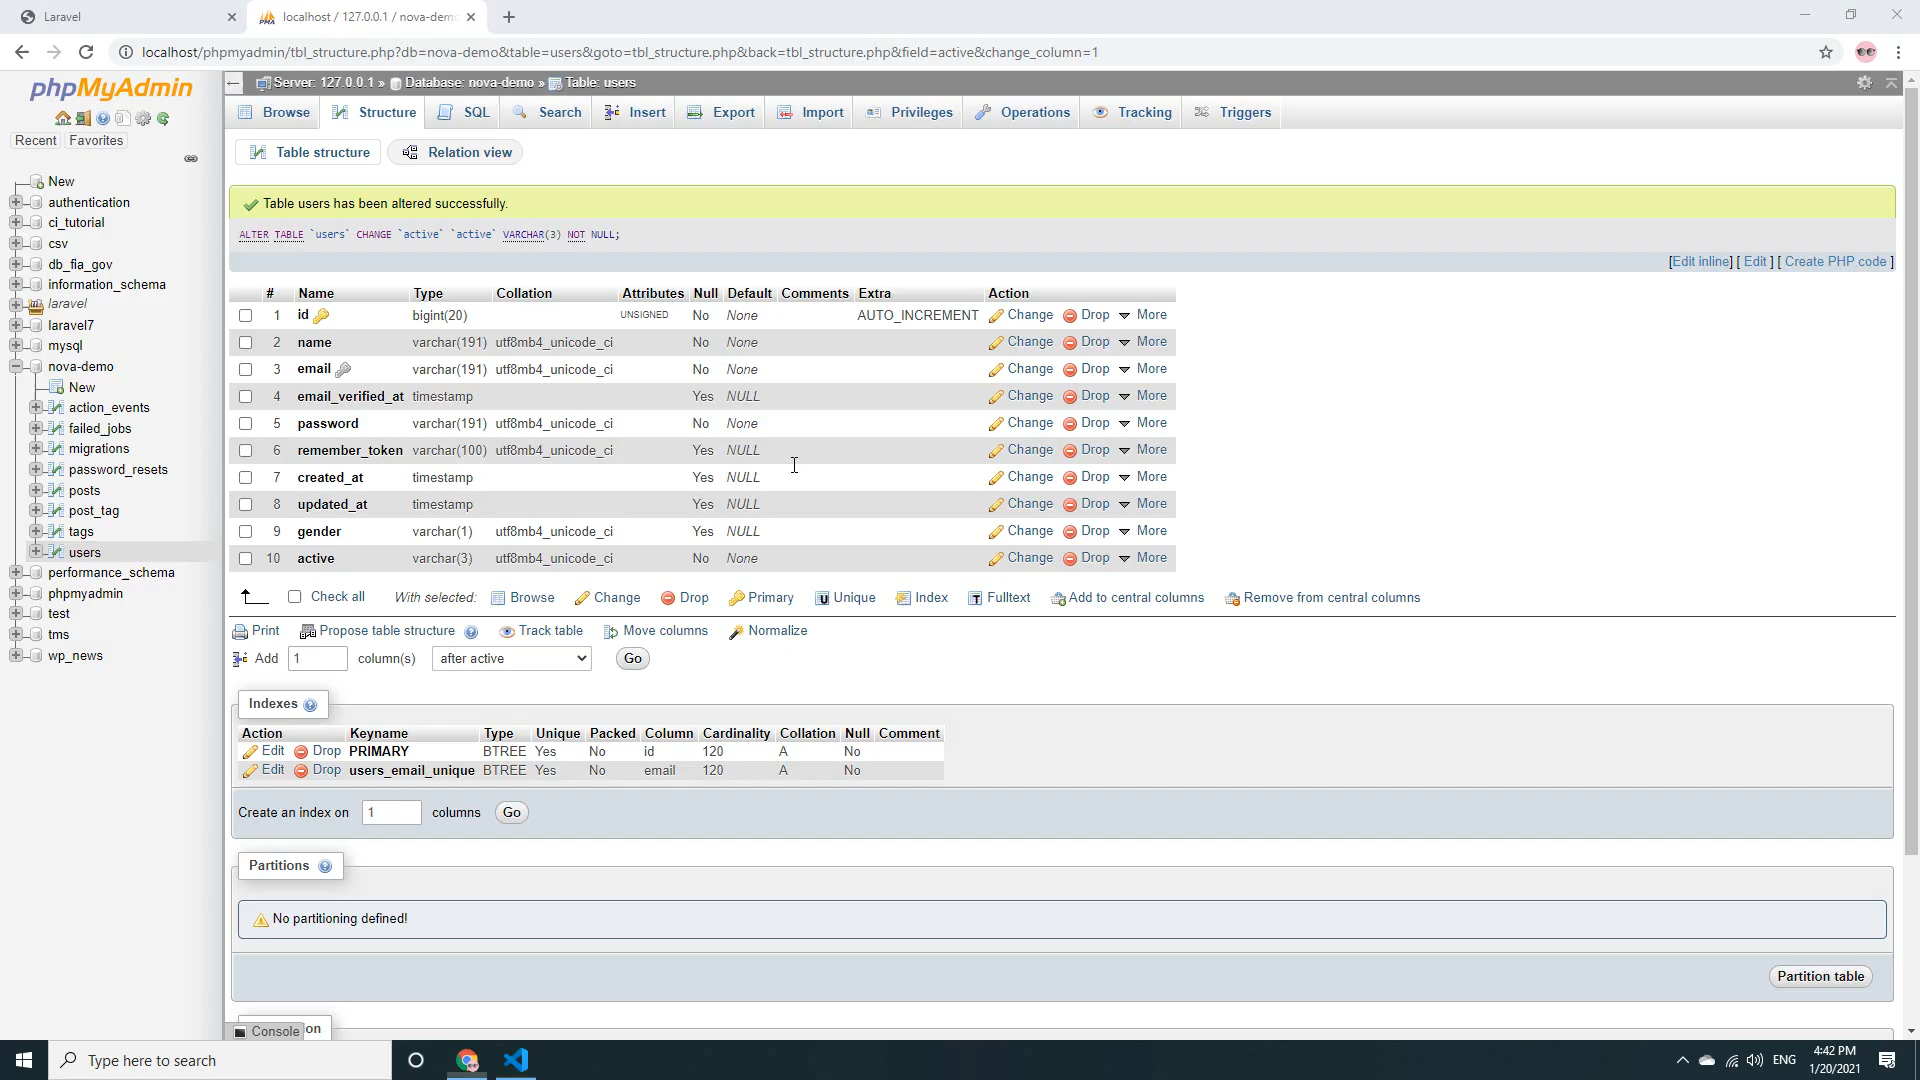 Laravel
localhost / 127.0.0.1 / nova-demo
localhost/phpmyadmin/tbl_structure.php?db=nova-demo&table=users&goto=tbl_structure.php&back=tbl_structure.php&field=active&change_column=1
phpMyAdmin
Recent Favorites
New
authentication
ci_tutorial
csv
db_fia_gov
information_schema
laravel
laravel7
mysql
nova-demo
New
action_events
failed_jobs
migrations
password_resets
posts
post_tag
tags
users
performance_schema
phpmyadmin
test
tms
wp_news
Server: 127.0.0.1 » Database: nova-demo » Table: users
Browse Structure SQL Search Insert Export Import Privileges Operations Tracking Triggers
Table structure Relation view
Table users has been altered successfully.
ALTER TABLE `users` CHANGE `active` `active` VARCHAR(3) NOT NULL;
[Edit inline] [ Edit ] [ Create PHP code ]
# Name Type Collation Attributes Null Default Comments Extra Action
1 id bigint(20) UNSIGNED No None AUTO_INCREMENT Change Drop More
2 name varchar(191) utf8mb4_unicode_ci No None Change Drop More
3 email varchar(191) utf8mb4_unicode_ci No None Change Drop More
4 email_verified_at timestamp Yes NULL Change Drop More
5 password varchar(191) utf8mb4_unicode_ci No None Change Drop More
6 remember_token varchar(100) utf8mb4_unicode_ci Yes NULL Change Drop More
7 created_at timestamp Yes NULL Change Drop More
8 updated_at timestamp Yes NULL Change Drop More
9 gender varchar(1) utf8mb4_unicode_ci Yes NULL Change Drop More
10 active varchar(3) utf8mb4_unicode_ci No None Change Drop More
Check all With selected: Browse Change Drop Primary Unique Index Fulltext Add to central columns Remove from central columns
Print Propose table structure Track table Move columns Normalize
Add 1 column(s) after active Go
Indexes
Action Keyname Type Unique Packed Column Cardinality Collation Null Comment
Edit Drop PRIMARY BTREE Yes No id 120 A No
Edit Drop users_email_unique BTREE Yes No email 120 A No
Create an index on 1 columns Go
Partitions
No partitioning defined!
Partition table
Console on
Type here to search
ENG
4:42 PM
1/20/2021